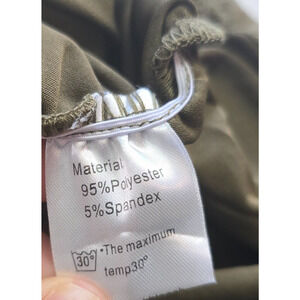 Material
95%Polyester
5%Spandex
30° •The maximum
temp30°